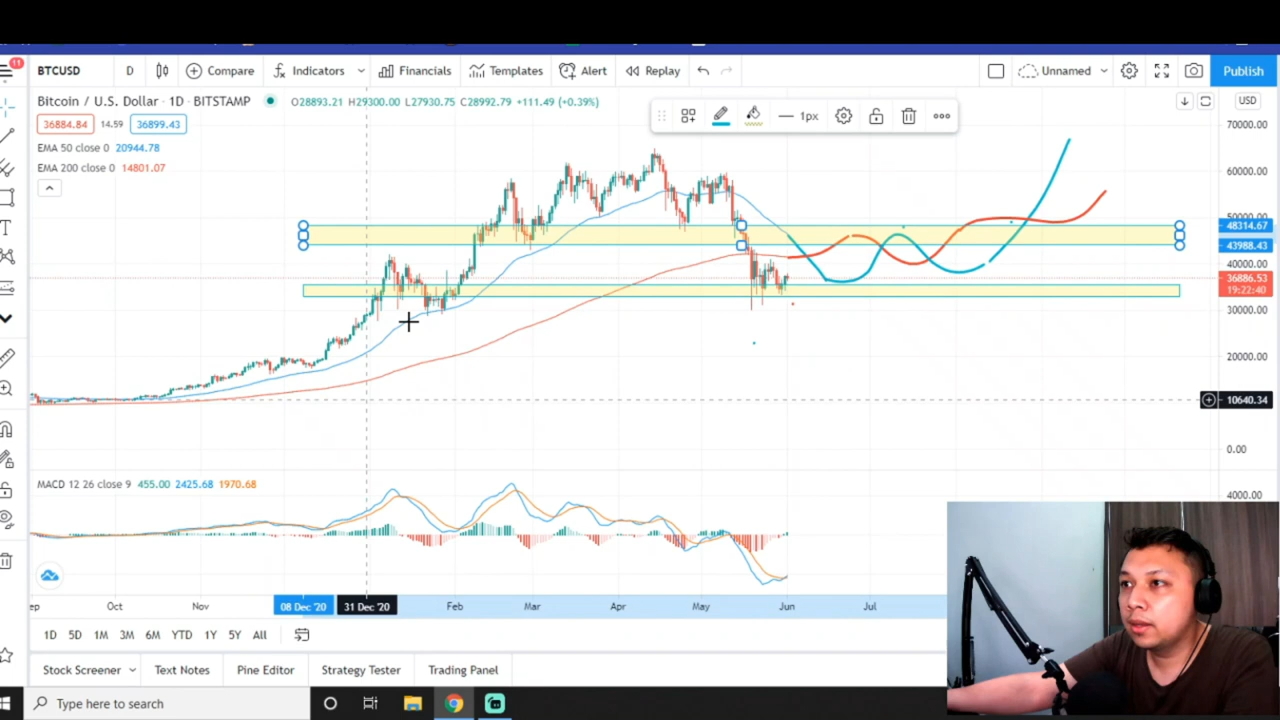 11
BTCUSD D Compare Indicators Financials Templates Alert Replay Unnamed Publish
Bitcoin / U.S. Dollar · 1D · BITSTAMP O28893.21 H29300.00 L27930.75 C28992.79 +111.49 (+0.39%)
USD
36884.84 14.59 36899.43
1px
70000.00
EMA 50 close 0 20944.78
EMA 200 close 0 14801.07
60000.00
50000.00
48314.67
43988.43
40000.00
36886.53
19:22:40
30000.00
20000.00
10640.34
0.00
MACD 12 26 close 9 455.00 2425.68 1970.68
4000.00
Oct Nov 08 Dec '20 31 Dec '20 Feb Mar Apr May Jun Jul
1D 5D 1M 3M 6M YTD 1Y 5Y All
Stock Screener Text Notes Pine Editor Strategy Tester Trading Panel
Type here to search